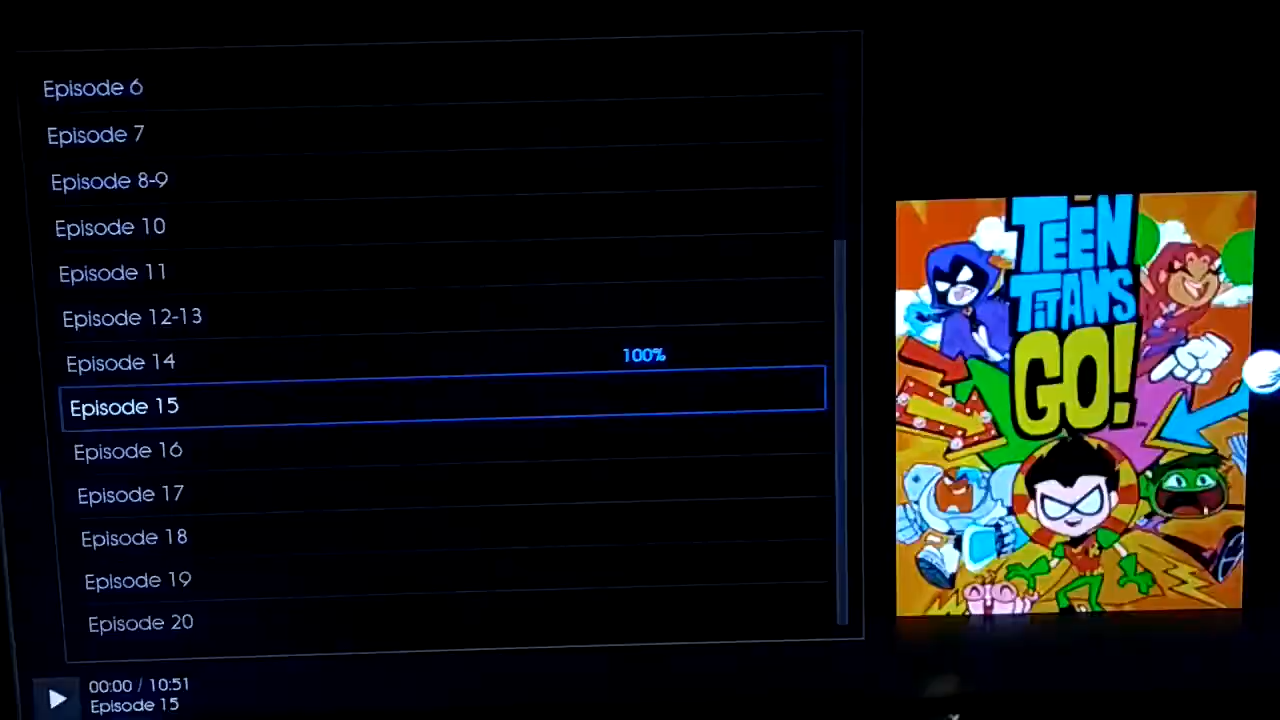 Episode 6
Episode 7
Episode 8-9
Episode 10
Episode 11
Episode 12-13
Episode 14
100%
Episode 15
Episode 16
Episode 17
Episode 18
Episode 19
Episode 20
00:00 / 10:51
Episode 15
TEEN
TITANS
GO!